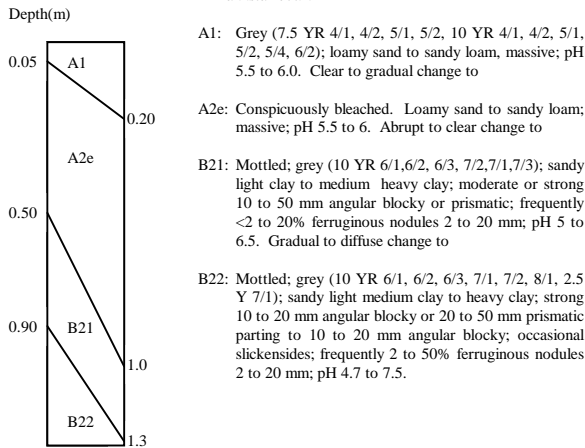 Depth(m)
0.05
A1
0.20
A2e
0.50
0.90
B21
1.0
B22
1.3
A1: Grey (7.5 YR 4/1, 4/2, 5/1, 5/2, 10 YR 4/1, 4/2, 5/1,
5/2, 5/4, 6/2); loamy sand to sandy loam, massive; pH
5.5 to 6.0. Clear to gradual change to
A2e: Conspicuously bleached. Loamy sand to sandy loam;
massive; pH 5.5 to 6. Abrupt to clear change to
B21: Mottled; grey (10 YR 6/1,6/2, 6/3, 7/2,7/1,7/3); sandy
light clay to medium heavy clay; moderate or strong
10 to 50 mm angular blocky or prismatic; frequently
<2 to 20% ferruginous nodules 2 to 20 mm; pH 5 to
6.5. Gradual to diffuse change to
B22: Mottled; grey (10 YR 6/1, 6/2, 6/3, 7/1, 7/2, 8/1, 2.5
Y 7/1); sandy light medium clay to heavy clay; strong
10 to 20 mm angular blocky or 20 to 50 mm prismatic
parting to 10 to 20 mm angular blocky; occasional
slickensides; frequently 2 to 50% ferruginous nodules
2 to 20 mm; pH 4.7 to 7.5.